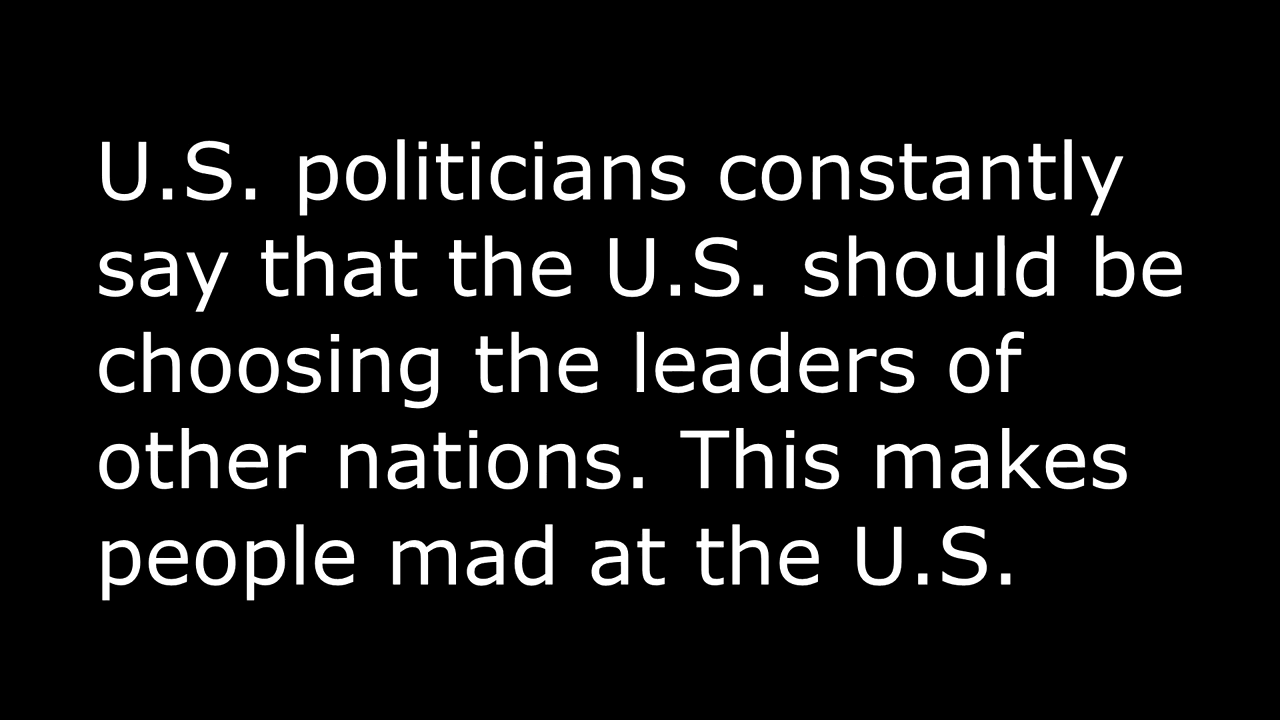 U.S. politicians constantly
say that the U.S. should be
choosing the leaders of
other nations. This makes
people mad at the U.S.